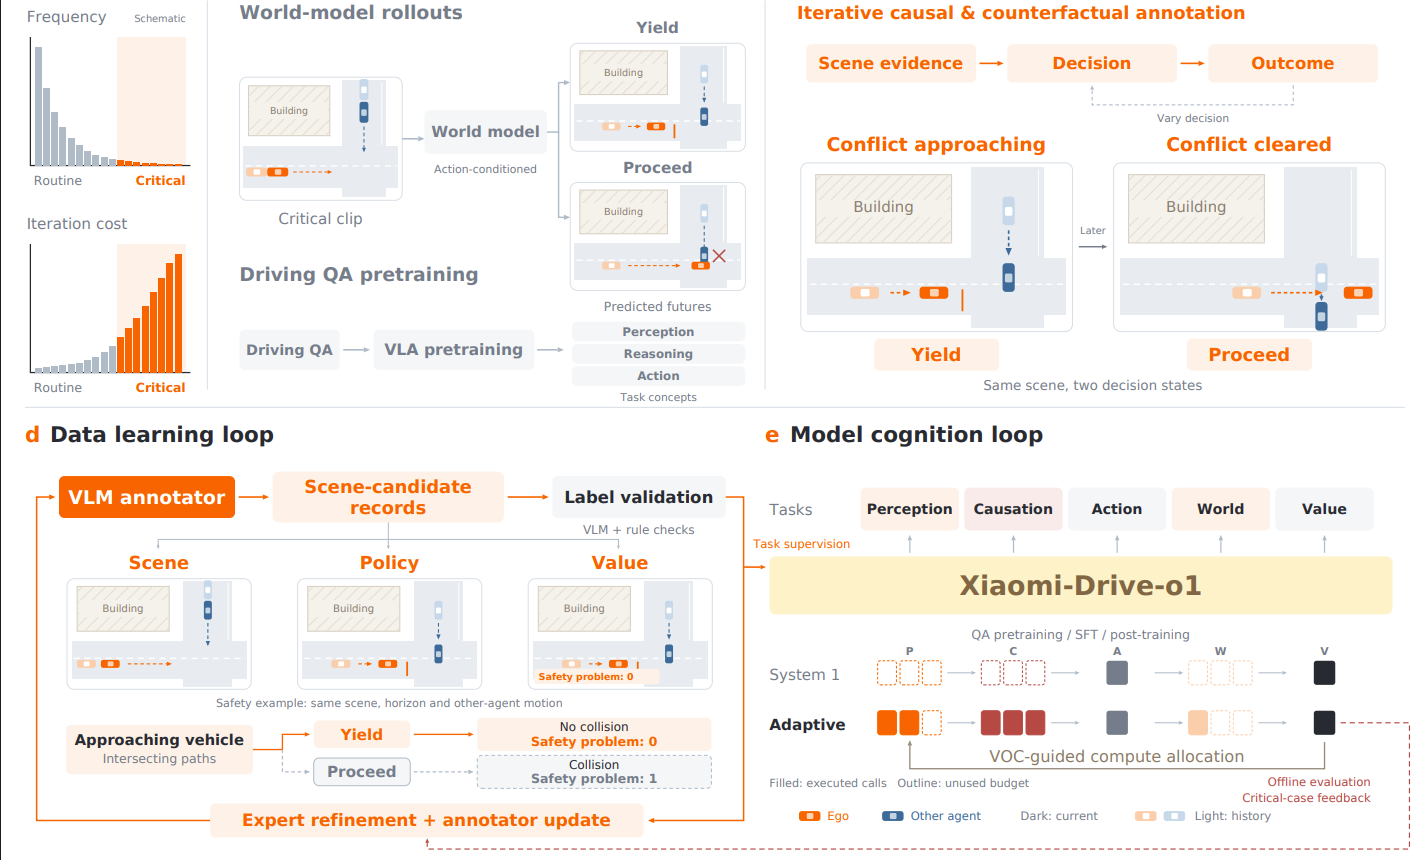 Frequency
Schematic
Routine
Critical
Iteration cost
Routine
Critical
World-model rollouts
Building
Critical clip
World model
Action-conditioned
Yield
Building
Proceed
Building
Predicted futures
Driving QA pretraining
Driving QA
VLA pretraining
Perception
Reasoning
Action
Task concepts
Iterative causal & counterfactual annotation
Scene evidence
Decision
Outcome
Vary decision
Conflict approaching
Building
Yield
Later
Conflict cleared
Building
Proceed
Same scene, two decision states
d Data learning loop
VLM annotator
Scene-candidate
records
Label validation
VLM + rule checks
Scene
Building
Policy
Building
Value
Building
Safety problem: 0
Safety example: same scene, horizon and other-agent motion
Approaching vehicle
Intersecting paths
Yield
No collision
Safety problem: 0
Proceed
Collision
Safety problem: 1
Expert refinement + annotator update
e Model cognition loop
Tasks
Perception
Causation
Action
World
Value
Task supervision
Xiaomi-Drive-o1
QA pretraining / SFT / post-training
P
C
A
W
V
System 1
Adaptive
VOC-guided compute allocation
Filled: executed calls
Outline: unused budget
Offline evaluation
Critical-case feedback
Ego
Other agent
Dark: current
Light: history